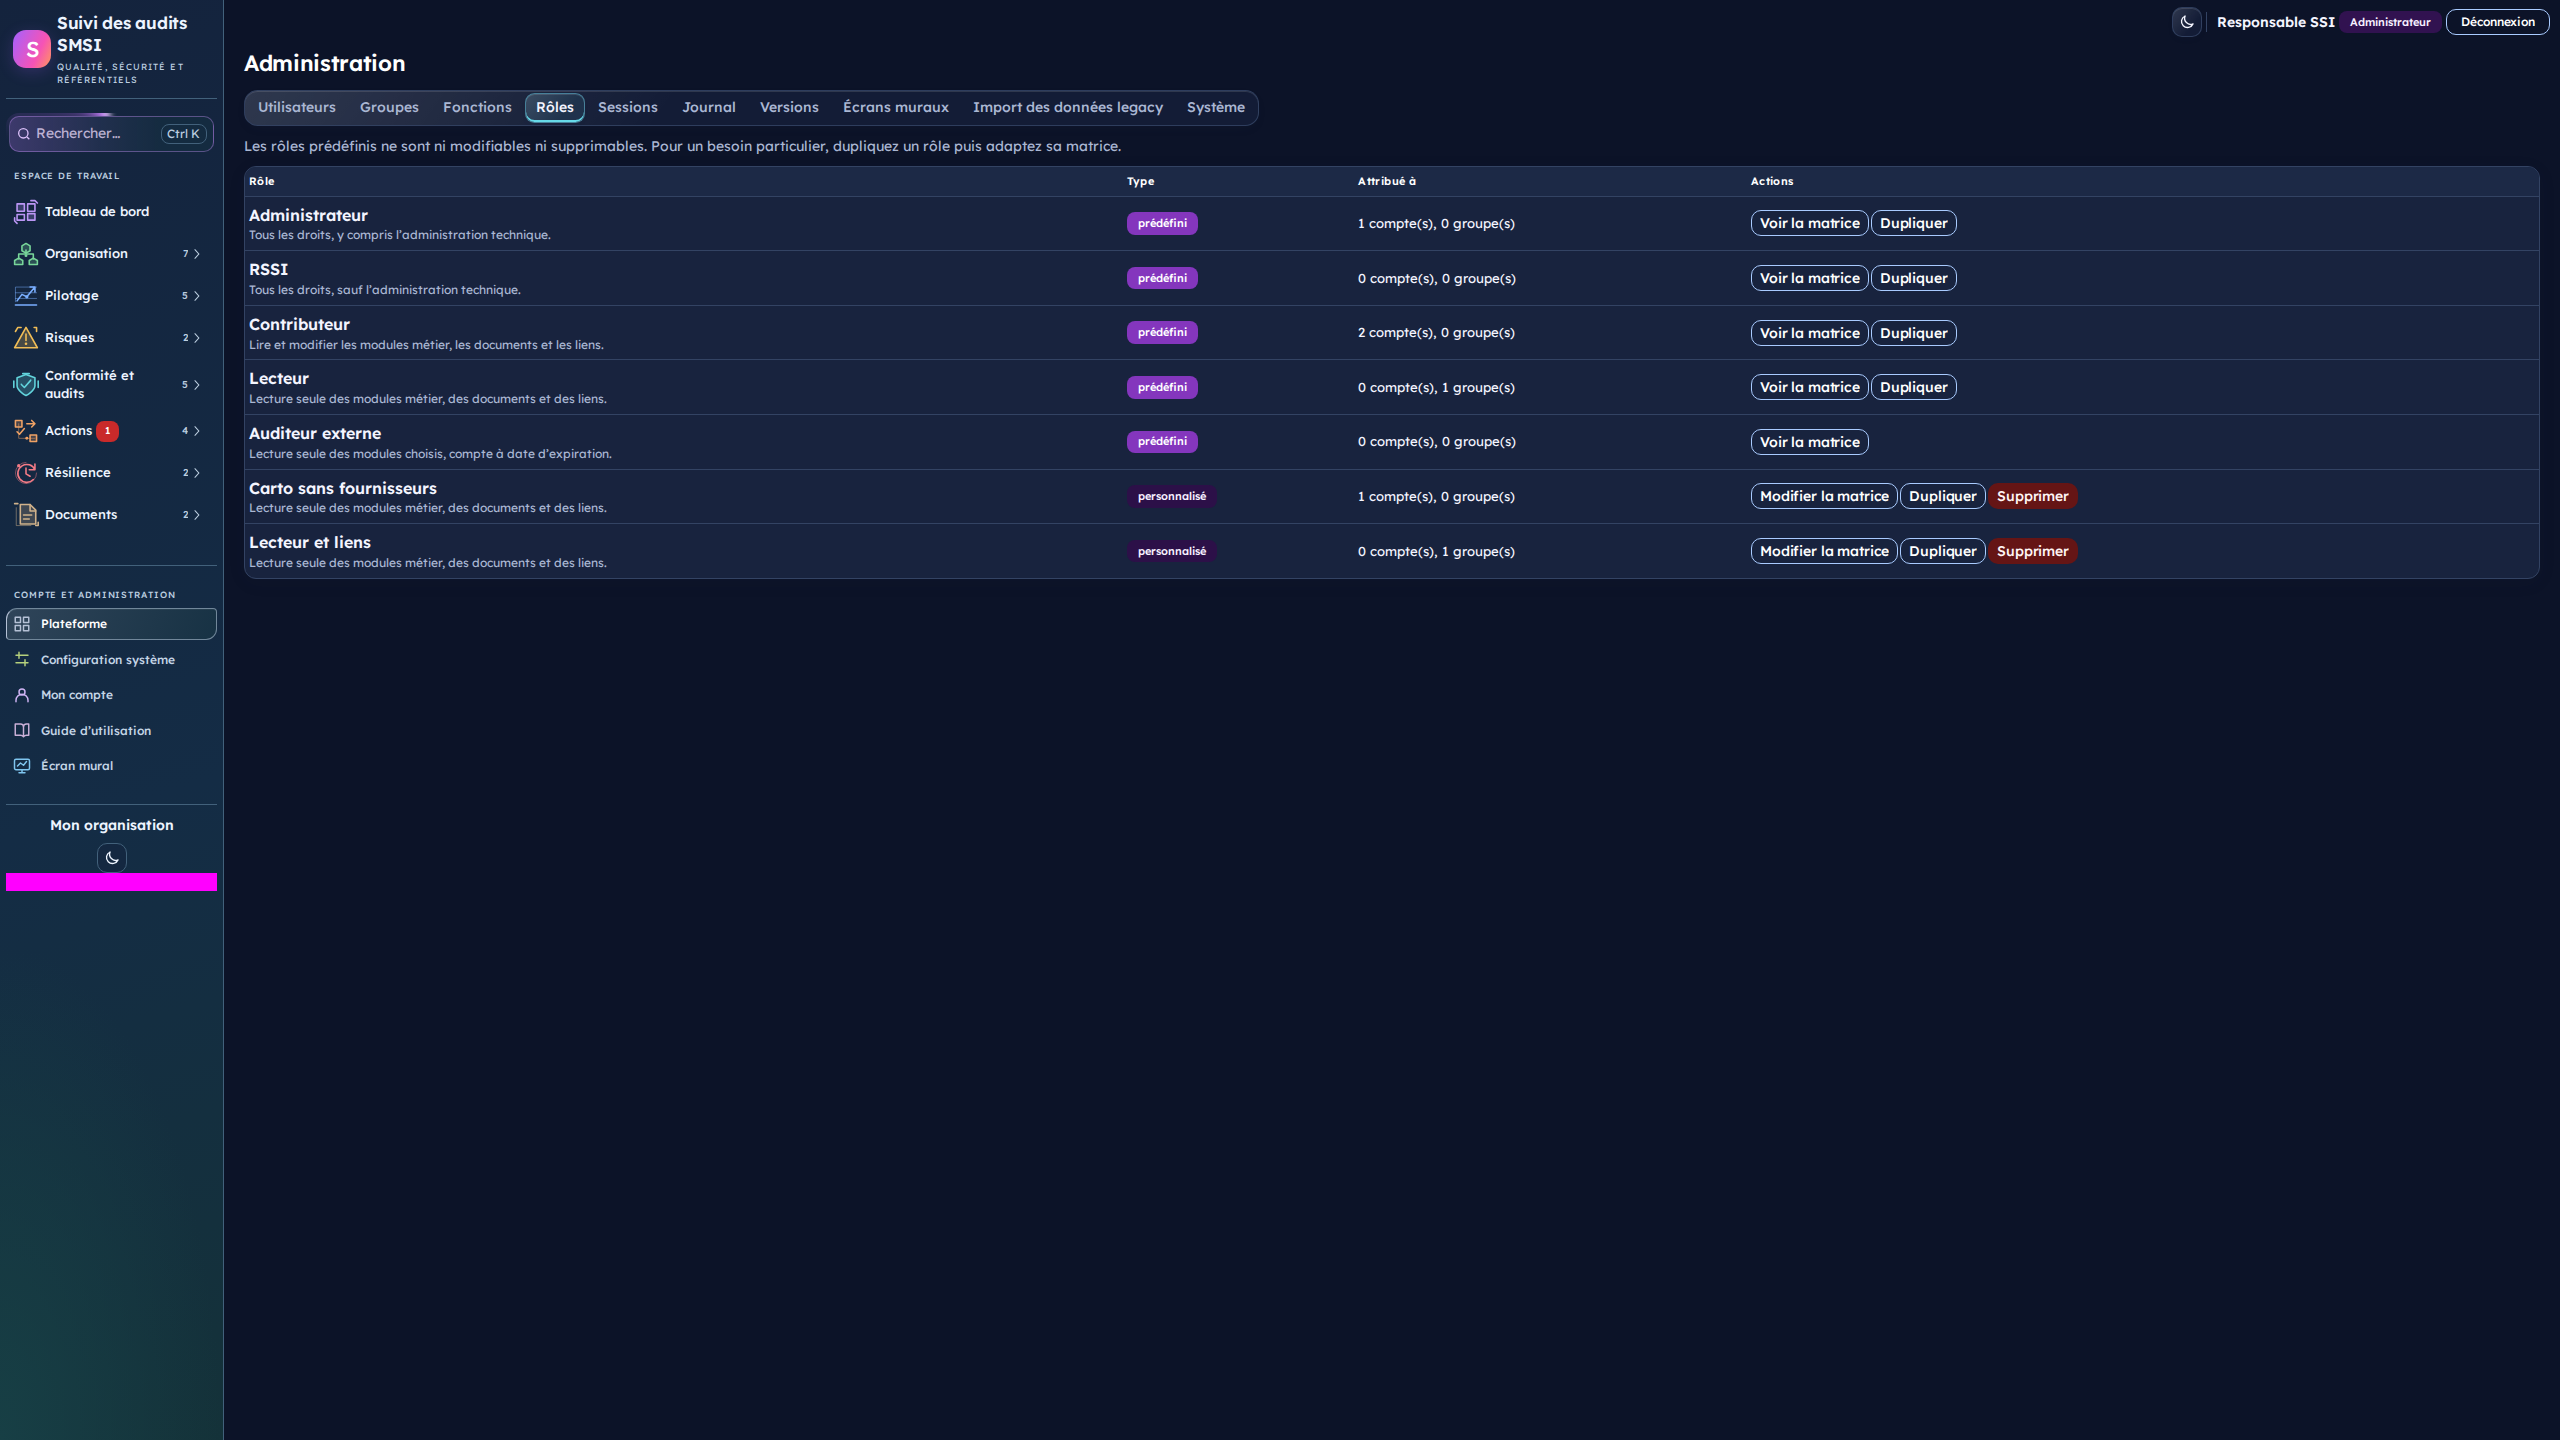 Suivi des audits
SMSI
QUALITÉ, SÉCURITÉ ET
RÉFÉRENTIELS
Rechercher... Ctrl K
ESPACE DE TRAVAIL
Tableau de bord
Organisation 7
Pilotage 5
Risques 2
Conformité et
audits 5
Actions 1 4
Résilience 2
Documents 2
COMPTE ET ADMINISTRATION
Plateforme
Configuration système
Mon compte
Guide d'utilisation
Écran mural
Mon organisation
Responsable SSI Administrateur Déconnexion
Administration
Utilisateurs Groupes Fonctions Rôles Sessions Journal Versions Écrans muraux Import des données legacy Système
Les rôles prédéfinis ne sont ni modifiables ni supprimables. Pour un besoin particulier, dupliquez un rôle puis adaptez sa matrice.
Rôle Type Attribué à Actions
Administrateur
Tous les droits, y compris l'administration technique.
prédéfini 1 compte(s), 0 groupe(s) Voir la matrice Dupliquer
RSSI
Tous les droits, sauf l'administration technique.
prédéfini 0 compte(s), 0 groupe(s) Voir la matrice Dupliquer
Contributeur
Lire et modifier les modules métier, les documents et les liens.
prédéfini 2 compte(s), 0 groupe(s) Voir la matrice Dupliquer
Lecteur
Lecture seule des modules métier, des documents et des liens.
prédéfini 0 compte(s), 1 groupe(s) Voir la matrice Dupliquer
Auditeur externe
Lecture seule des modules choisis, compte à date d'expiration.
prédéfini 0 compte(s), 0 groupe(s) Voir la matrice
Carto sans fournisseurs
Lecture seule des modules métier, des documents et des liens.
personnalisé 1 compte(s), 0 groupe(s) Modifier la matrice Dupliquer Supprimer
Lecteur et liens
Lecture seule des modules métier, des documents et des liens.
personnalisé 0 compte(s), 1 groupe(s) Modifier la matrice Dupliquer Supprimer
S